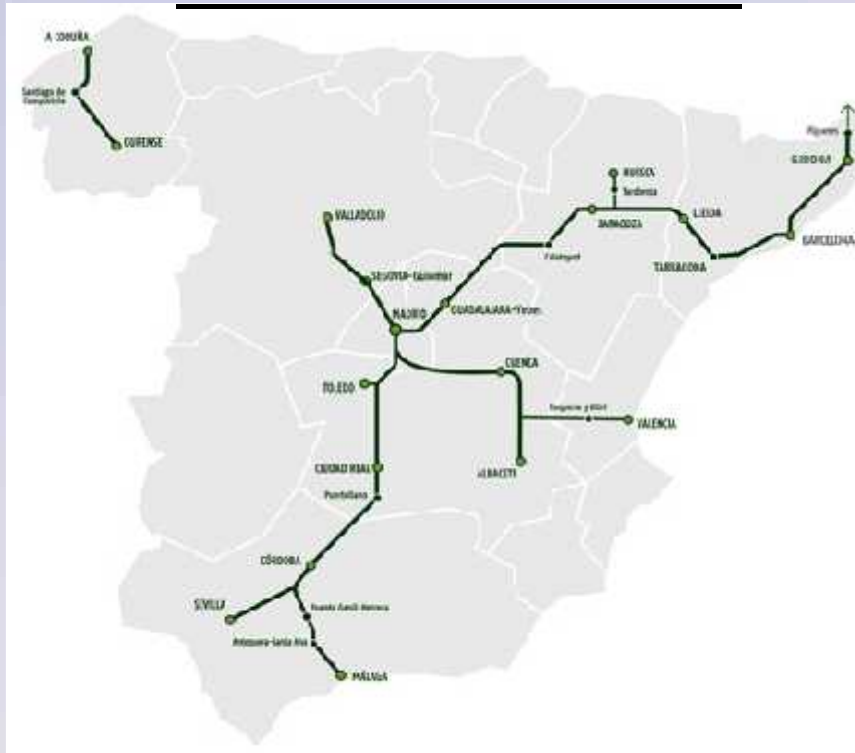 A CORUÑA
Santiago de
Compostela
OURENSE
HUESCA
Tardienta
Figueres
GIRONA
VALLADOLID
ZARAGOZA
LLEIDA
BARCELONA
SEGOVIA-Guiomar
Calatayud
TARRAGONA
MADRID
GUADALAJARA-Yebes
CUENCA
TOLEDO
Requena
VALENCIA
CIUDAD REAL
ALBACETE
Puertollano
CÓRDOBA
SEVILLA
Puente Genil-Herrera
Antequera-Santa Ana
MÁLAGA